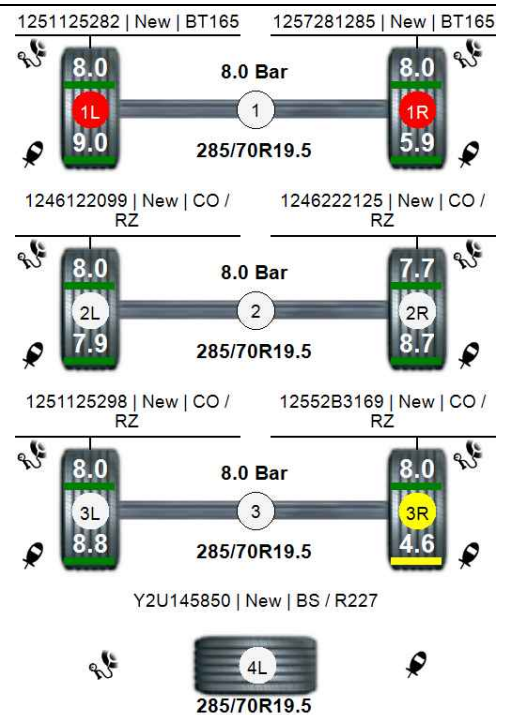 1251125282 | New | BT165
1257281285 | New | BT165
8.0
8.0 Bar
8.0
1L
1
1R
9.0
285/70R19.5
5.9
1246122099 | New | CO /
RZ
1246222125 | New | CO /
RZ
8.0
8.0 Bar
7.7
2L
2
2R
7.9
285/70R19.5
8.7
1251125298 | New | CO /
RZ
12552B3169 | New | CO /
RZ
8.0
8.0 Bar
8.0
3L
3
3R
8.8
285/70R19.5
4.6
Y2U145850 | New | BS / R227
4L
285/70R19.5